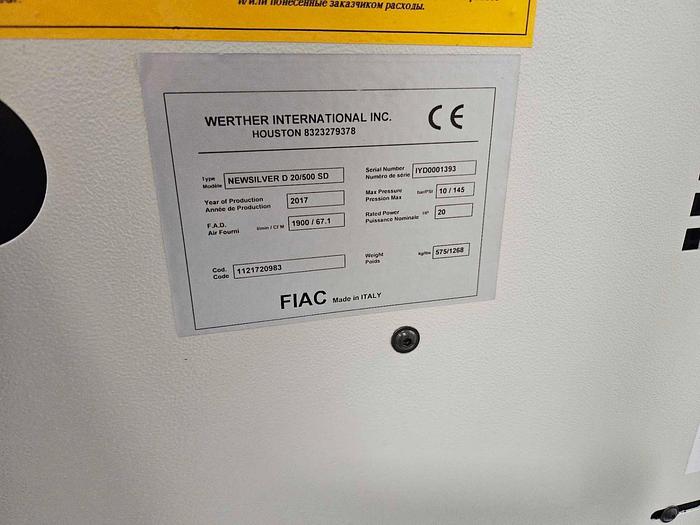 и/или понесенные заказчиком расходы.
WERTHER INTERNATIONAL INC.
HOUSTON 8323279378
CE
Type
Modèle
NEWSILVER D 20/500 SD
Serial Number
Numéro de série
IYD0001393
Year of Production
Année de Production
2017
Max Pressure
Pression Max
bar/PSI
10 / 145
F.A.D.
Air Fourni
l/min / CFM
1900 / 67.1
Rated Power
Puissance Nominale
HP
20
Cod.
Code
1121720983
Weight
Poids
kg/lbs
575/1268
FIAC Made in ITALY